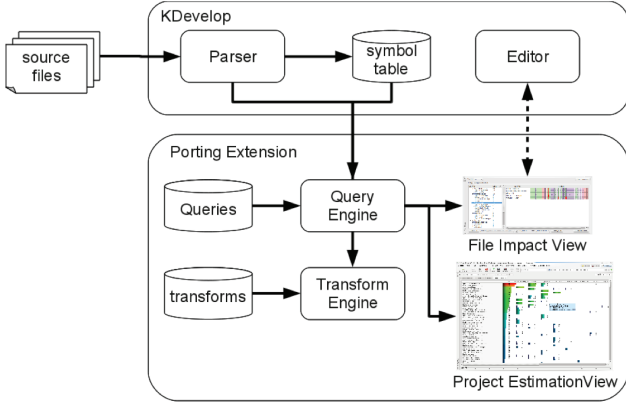 KDevelop
source
files
Parser
symbol
table
Editor
Porting Extension
Queries
Query
Engine
File Impact View
transforms
Transform
Engine
Project EstimationView